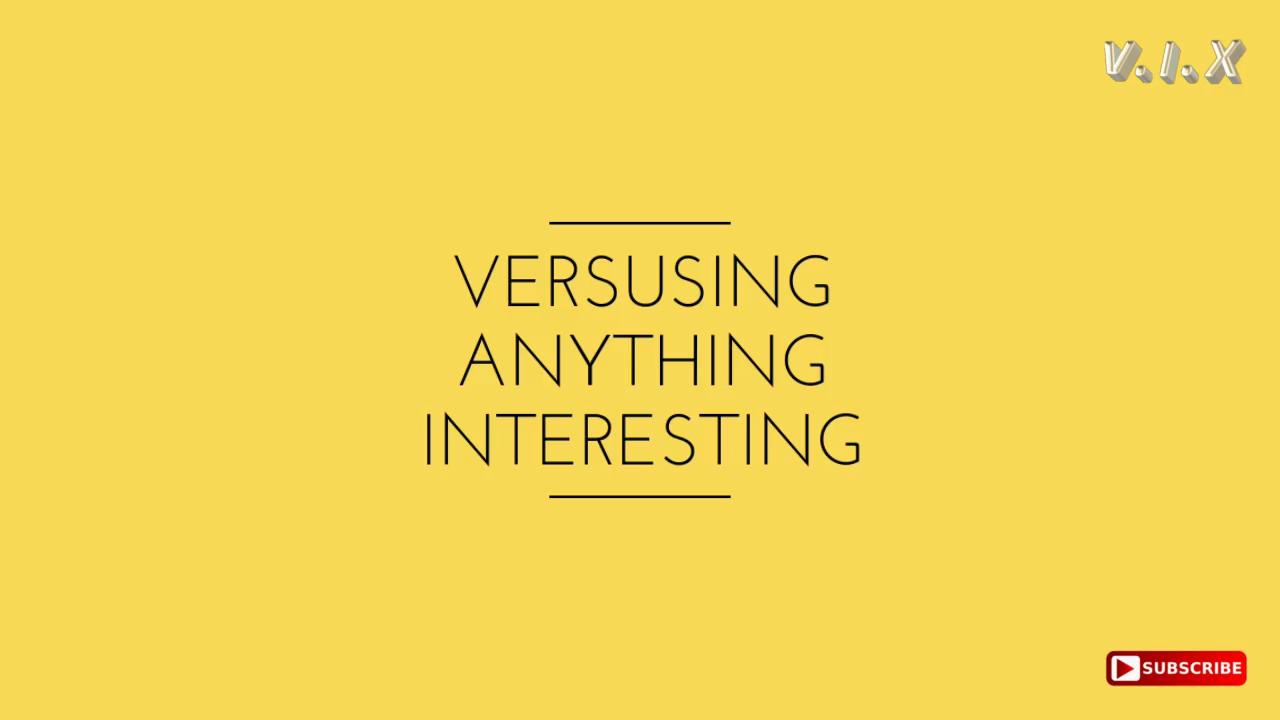 V.I.X
VERSUSING
ANYTHING
INTERESTING
SUBSCRIBE